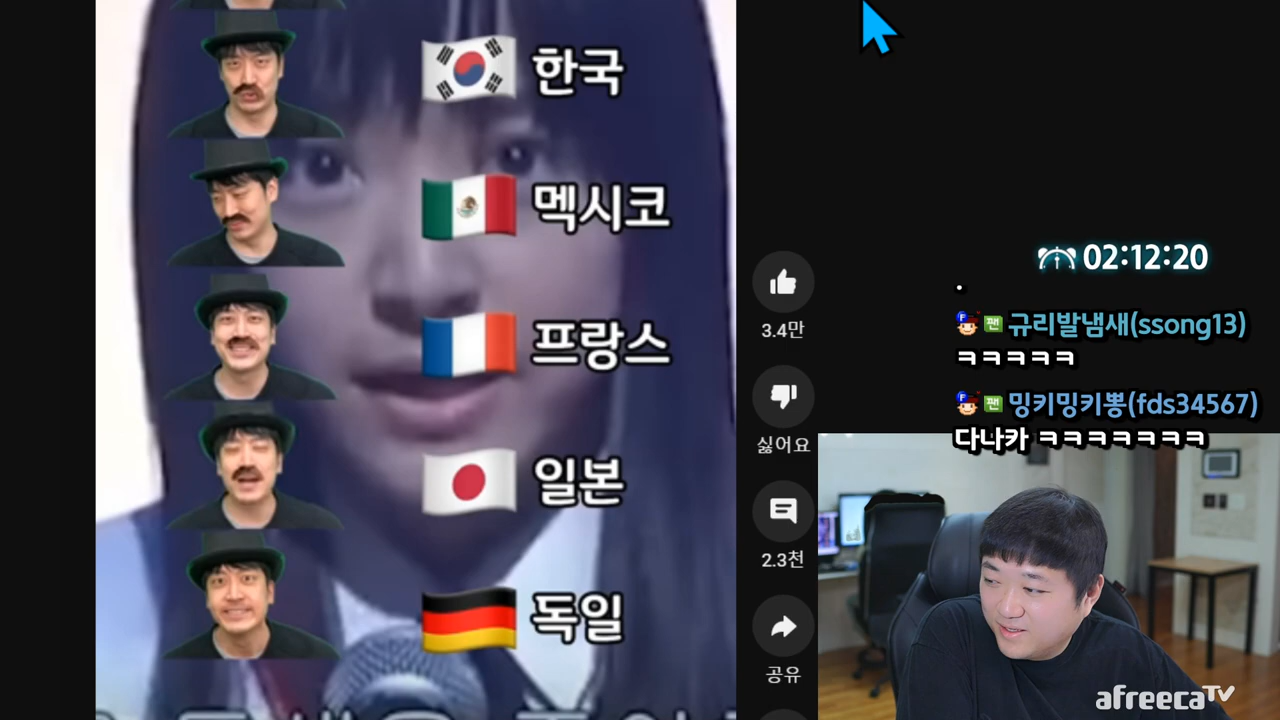 한국
멕시코
프랑스
일본
독일
3.4만
싫어요
2.3천
공유
02:12:20
.
F 팬 규리발냄새(ssong13)
ㅋㅋㅋㅋㅋ
F 팬 밍키밍키뽕(fds34567)
다나카 ㅋㅋㅋㅋㅋㅋㅋ
afreecaTV